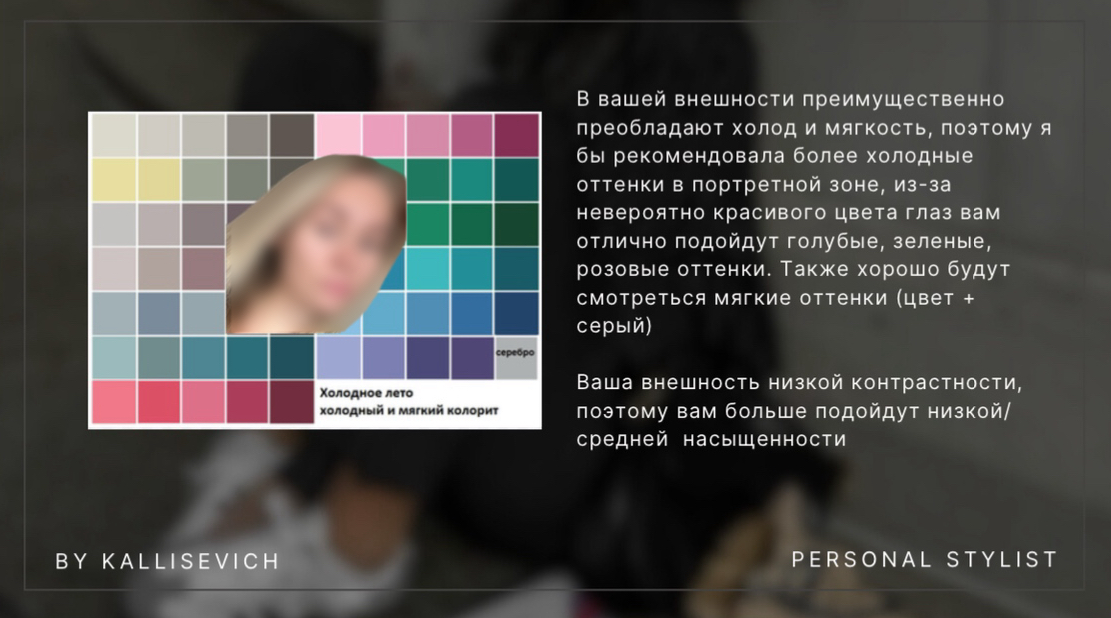 В вашей внешности преимущественно
преобладают холод и мягкость, поэтому я
бы рекомендовала более холодные
оттенки в портретной зоне, из-за
невероятно красивого цвета глаз вам
отлично подойдут голубые, зеленые,
розовые оттенки. Также хорошо будут
смотреться мягкие оттенки (цвет +
серый)
Ваша внешность низкой контрастности,
поэтому вам больше подойдут низкой/
средней  насыщенности
серебро
Холодное лето
холодный и мягкий колорит
BY KALLISEVICH
PERSONAL STYLIST